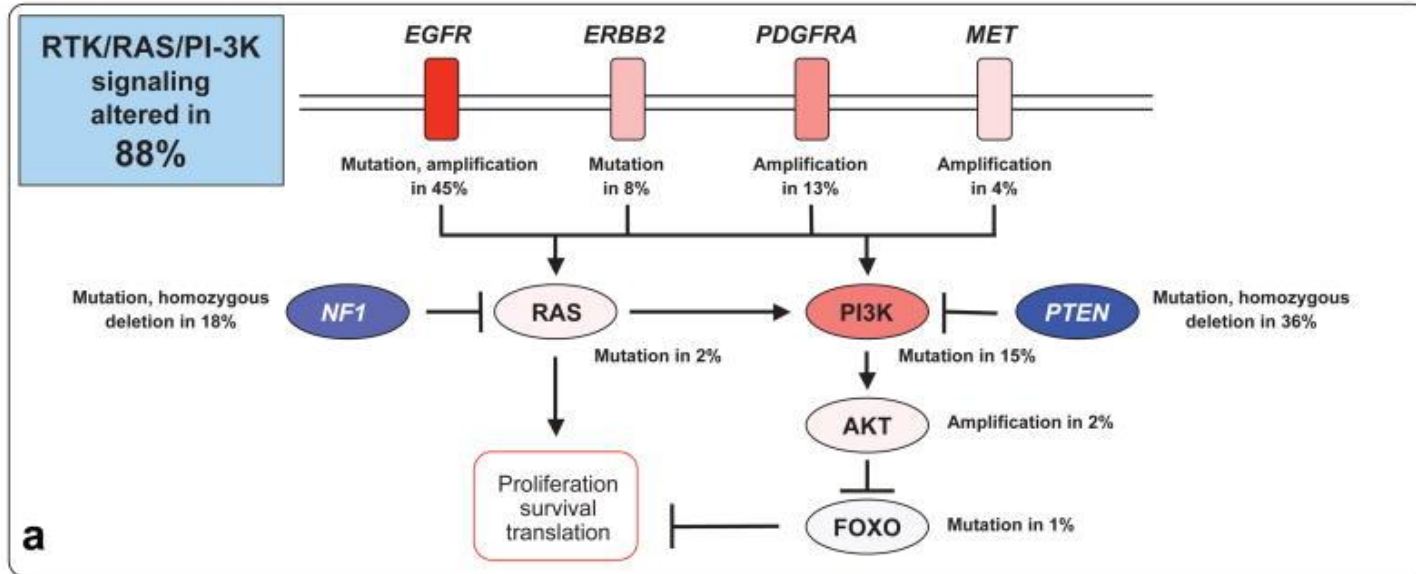 RTK/RAS/PI-3K
signaling
altered in
88%
EGFR
ERBB2
PDGFRA
MET
Mutation, amplification
in 45%
Mutation
in 8%
Amplification
in 13%
Amplification
in 4%
Mutation, homozygous
deletion in 18%
NF1
RAS
PI3K
PTEN
Mutation, homozygous
deletion in 36%
Mutation in 2%
Mutation in 15%
AKT
Amplification in 2%
Proliferation
survival
translation
FOXO
Mutation in 1%
a